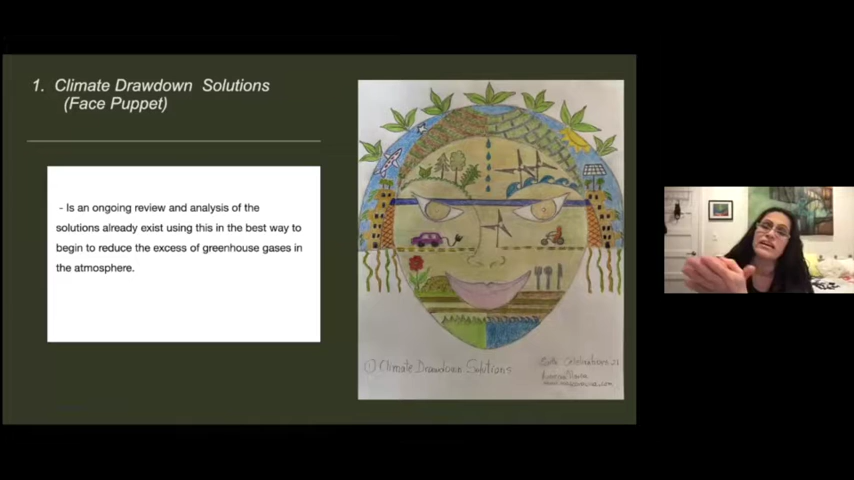 1. Climate Drawdown Solutions
(Face Puppet)
- Is an ongoing review and analysis of the
solutions already exist using this in the best way to
begin to reduce the excess of greenhouse gases in
the atmosphere.
① Climate Drawdown Solutions
21